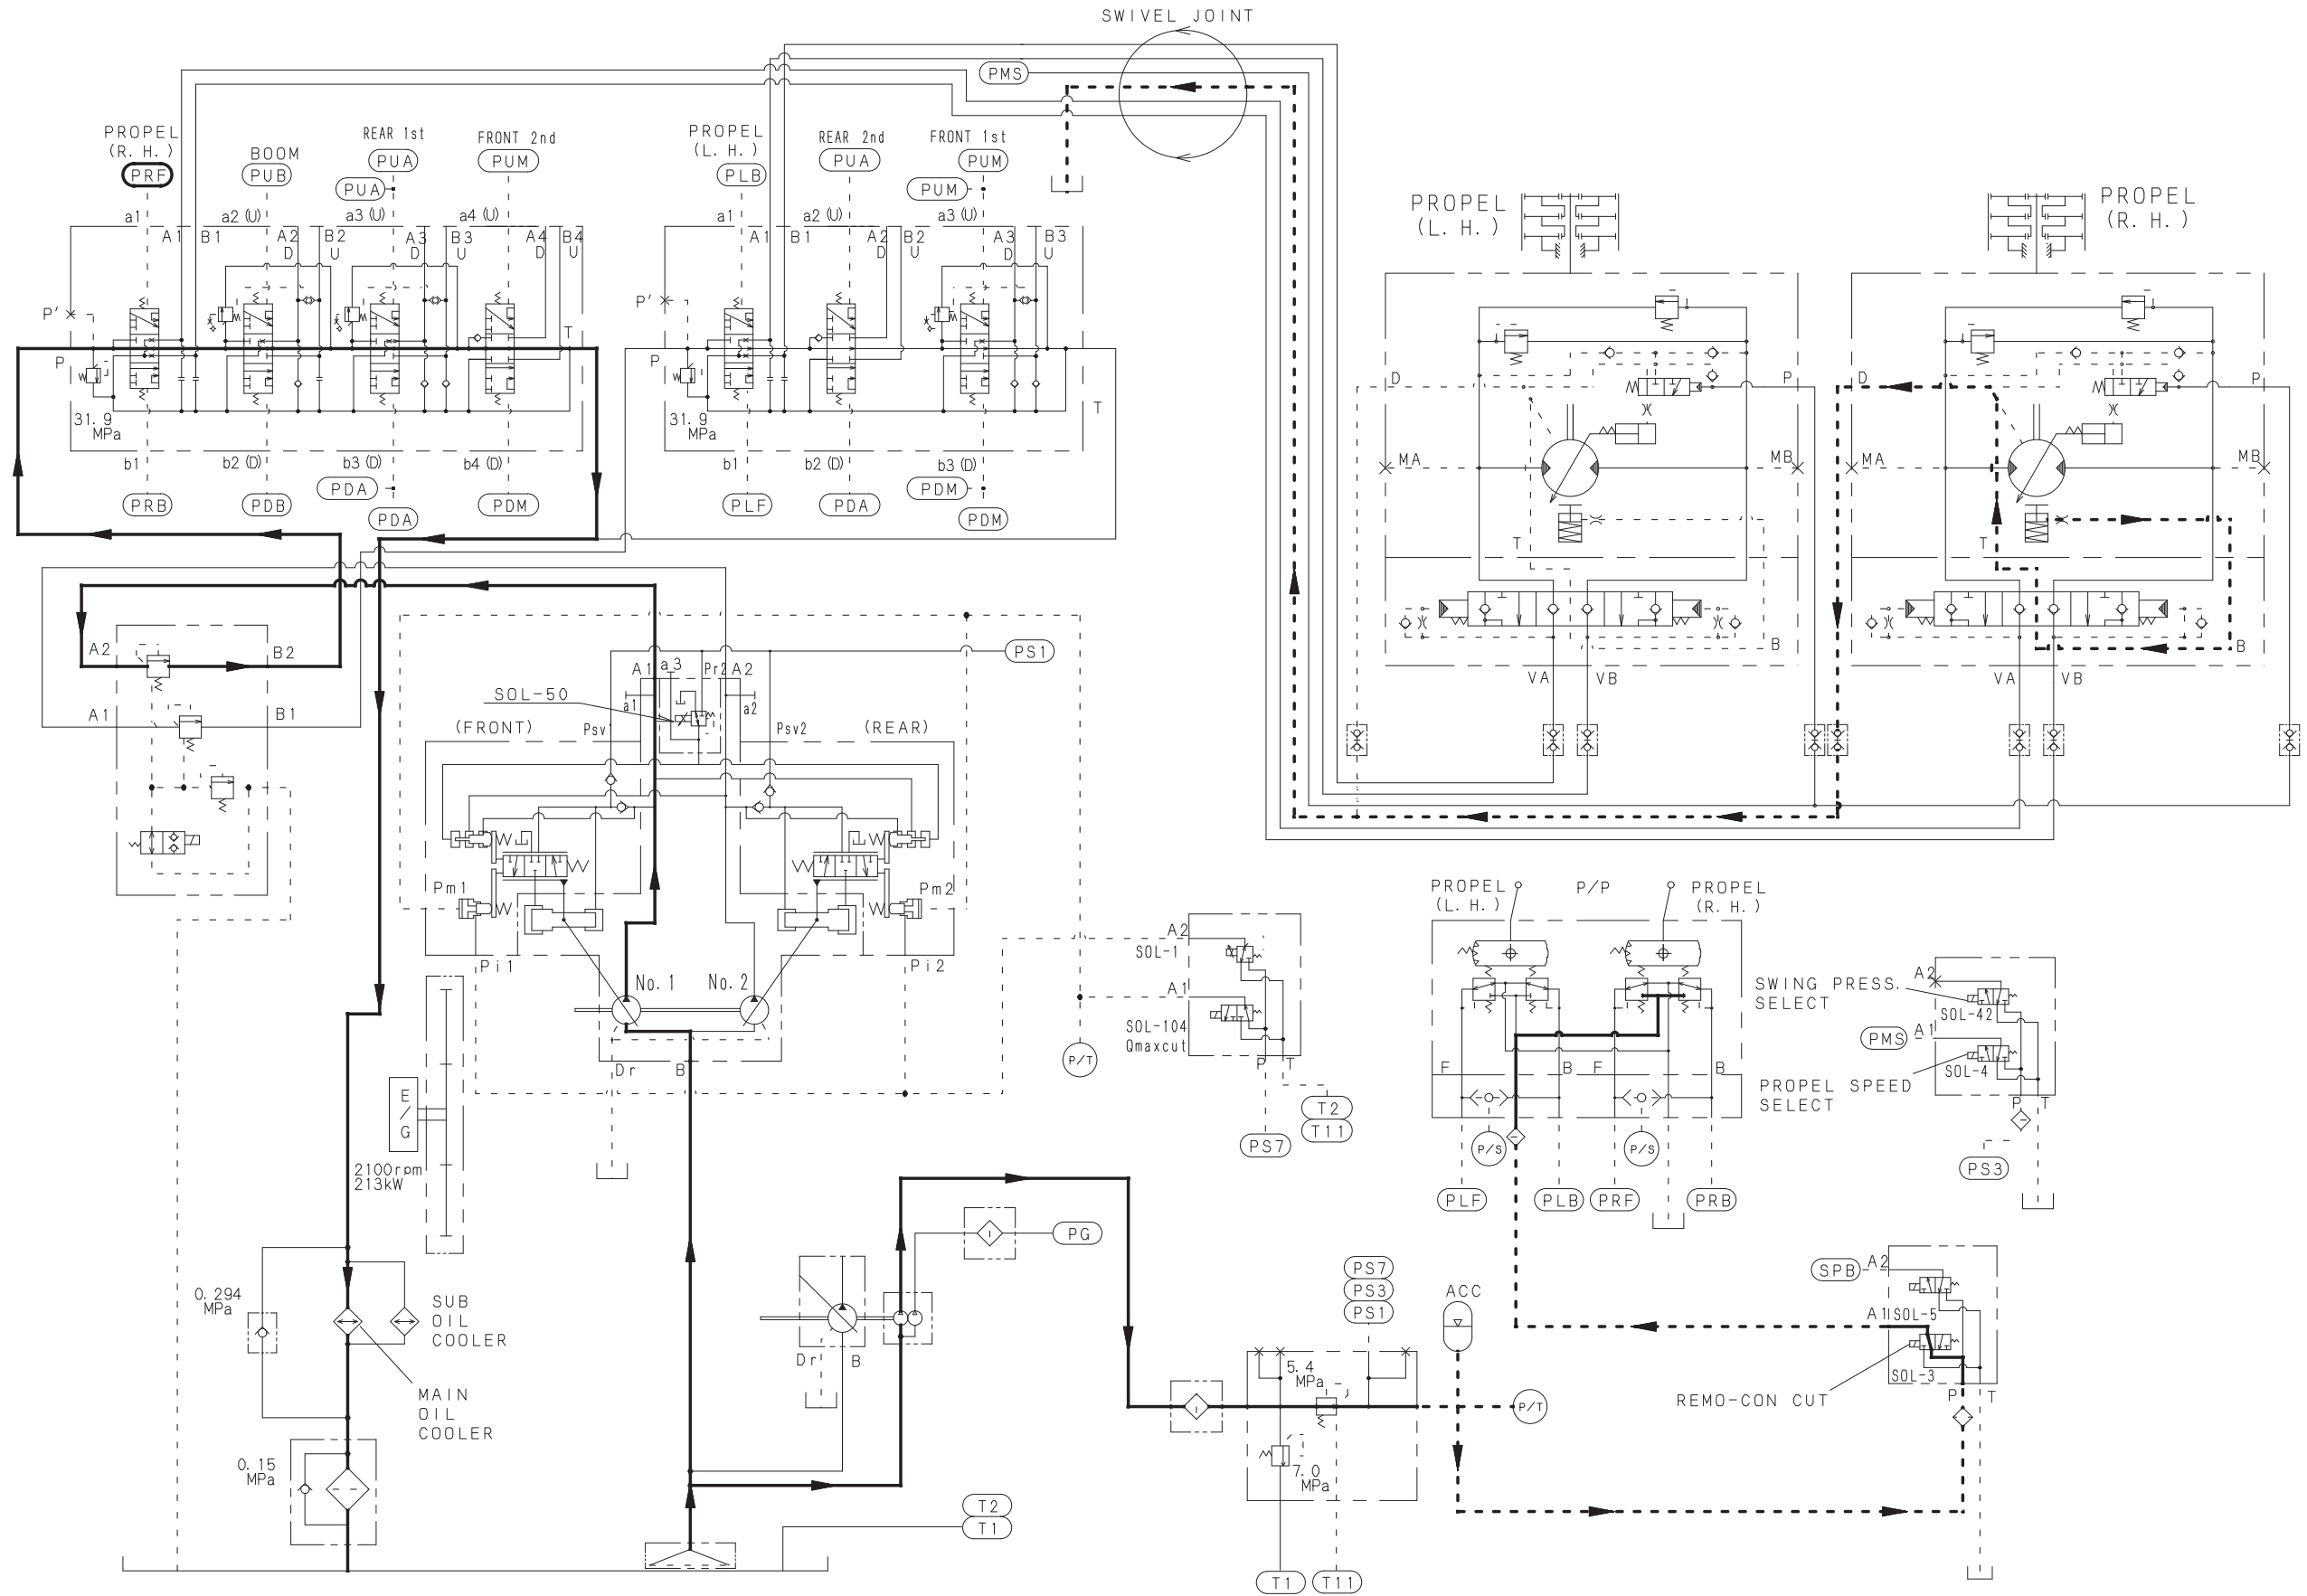 SWIVEL JOINT
PMS
PROPEL
(R. H.)
PRF
BOOM
PUB
REAR 1st
PUA
PUA
FRONT 2nd
PUM
PROPEL
(L. H.)
PLB
REAR 2nd
PUA
FRONT 1st
PUM
PUM
a1
a2 (U)
a3 (U)
a4 (U)
a1
a2 (U)
a3 (U)
A1 B1
A2 B2
D U
A3 B3
D U
A4 B4
D U
A1 B1
A2 B2
D U
A3 B3
D U
P'
P
T
31. 9
MPa
P'
P
T
31. 9
MPa
b1
b2 (D)
b3 (D)
b4 (D)
b1
b2 (D)
b3 (D)
PRB
PDB
PDA
PDA
PDM
PLF
PDA
PDM
PDM
PROPEL
(L. H.)
PROPEL
(R. H.)
D
P
MA
MB
T
B
VA
VB
D
P
MA
MB
T
B
VA
VB
A2
B2
A1
B1
PS1
A1
a3
Pr2
A2
SOL-50
a1
a2
(FRONT)
Psv1
Psv2
(REAR)
Pm1
Pm2
Pi1
Pi2
No. 1
No. 2
Dr
B
E
/
G
2100rpm
213kW
A2
SOL-1
A1
SOL-104
Qmaxcut
P
T
P/T
T2
T11
PS7
PROPEL
(L. H.)
P/P
PROPEL
(R. H.)
F
B
F
B
P/S
P/S
PLF
PLB
PRF
PRB
A2
SWING PRESS.
SELECT
SOL-42
PMS
A1
SOL-4
PROPEL SPEED
SELECT
P
T
PS3
0. 294
MPa
SUB
OIL
COOLER
MAIN
OIL
COOLER
0. 15
MPa
PG
Dr
B
PS7
PS3
PS1
ACC
5. 4
MPa
P/T
7. 0
MPa
T2
T1
T1
T11
SPB
A2
A1
SOL-5
SOL-3
REMO-CON CUT
P
T